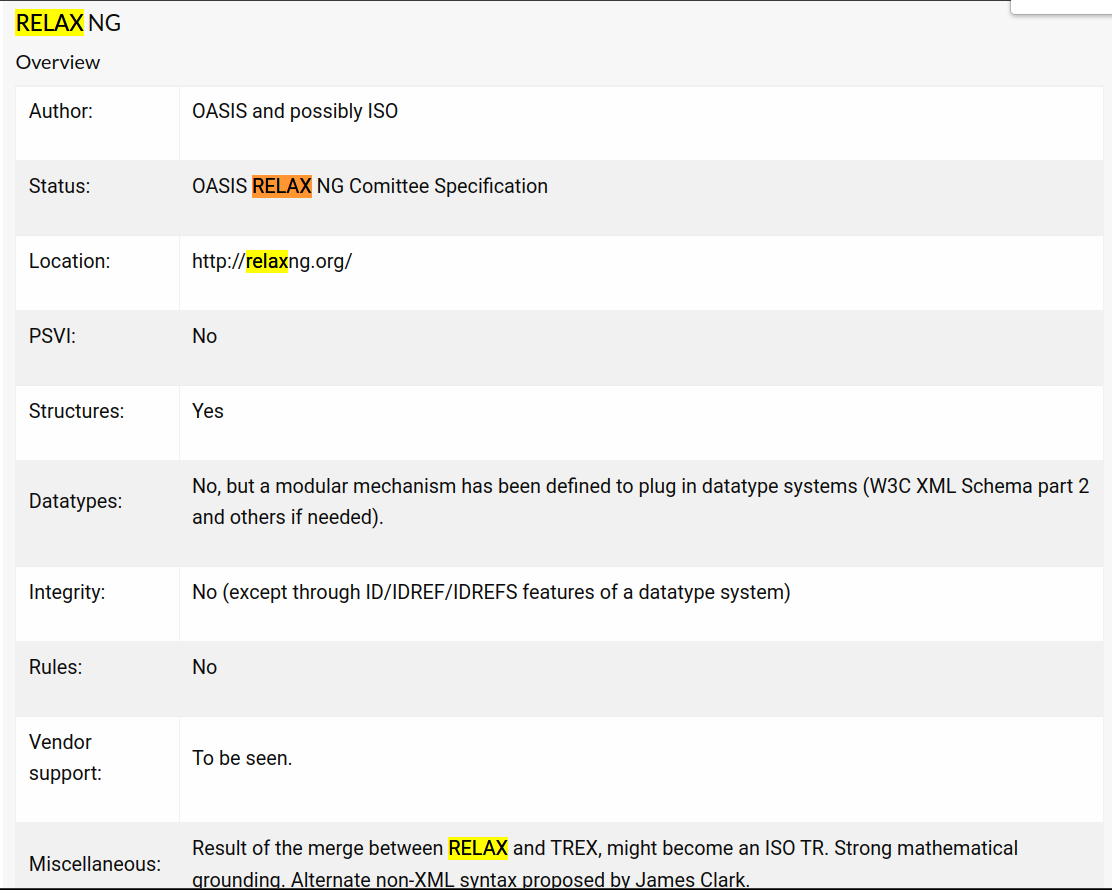 RELAX NG
Overview
Author: OASIS and possibly ISO
Status: OASIS RELAX NG Comittee Specification
Location: http://relaxng.org/
PSVI: No
Structures: Yes
Datatypes: No, but a modular mechanism has been defined to plug in datatype systems (W3C XML Schema part 2
and others if needed).
Integrity: No (except through ID/IDREF/IDREFS features of a datatype system)
Rules: No
Vendor
support: To be seen.
Miscellaneous: Result of the merge between RELAX and TREX, might become an ISO TR. Strong mathematical
grounding. Alternate non-XML syntax proposed by James Clark.